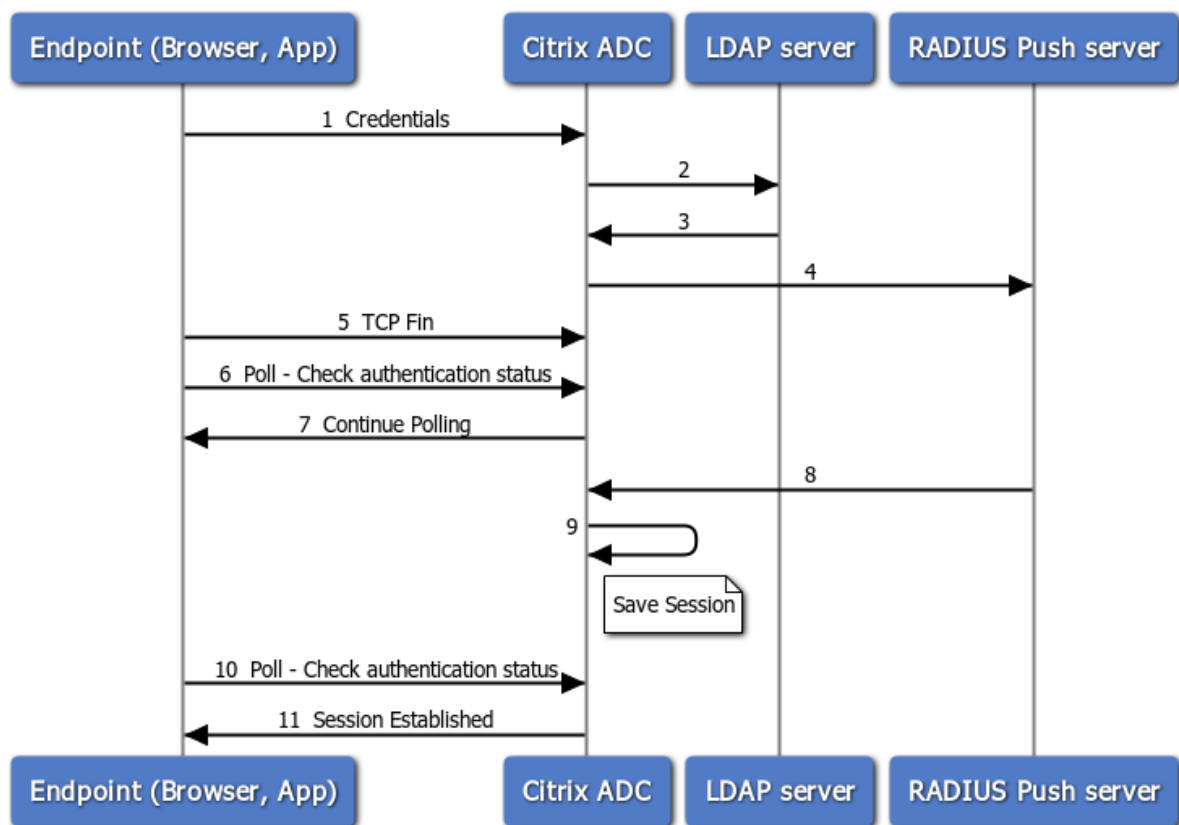 Endpoint (Browser, App)
Citrix ADC
LDAP server
RADIUS Push server
1 Credentials
2
3
4
5 TCP Fin
6 Poll - Check authentication status
7 Continue Polling
8
9
Save Session
10 Poll - Check authentication status
11 Session Established
Endpoint (Browser, App)
Citrix ADC
LDAP server
RADIUS Push server